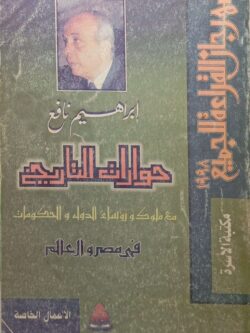 مهرجان القراءة للجميع
١٩٩٨
مكتبة الأسرة
ابراهيم نافع
حوارات التاريخ
مع ملوك ورؤساء الدول والحكومات
فى مصر والعالم
الأعمال الخاصة